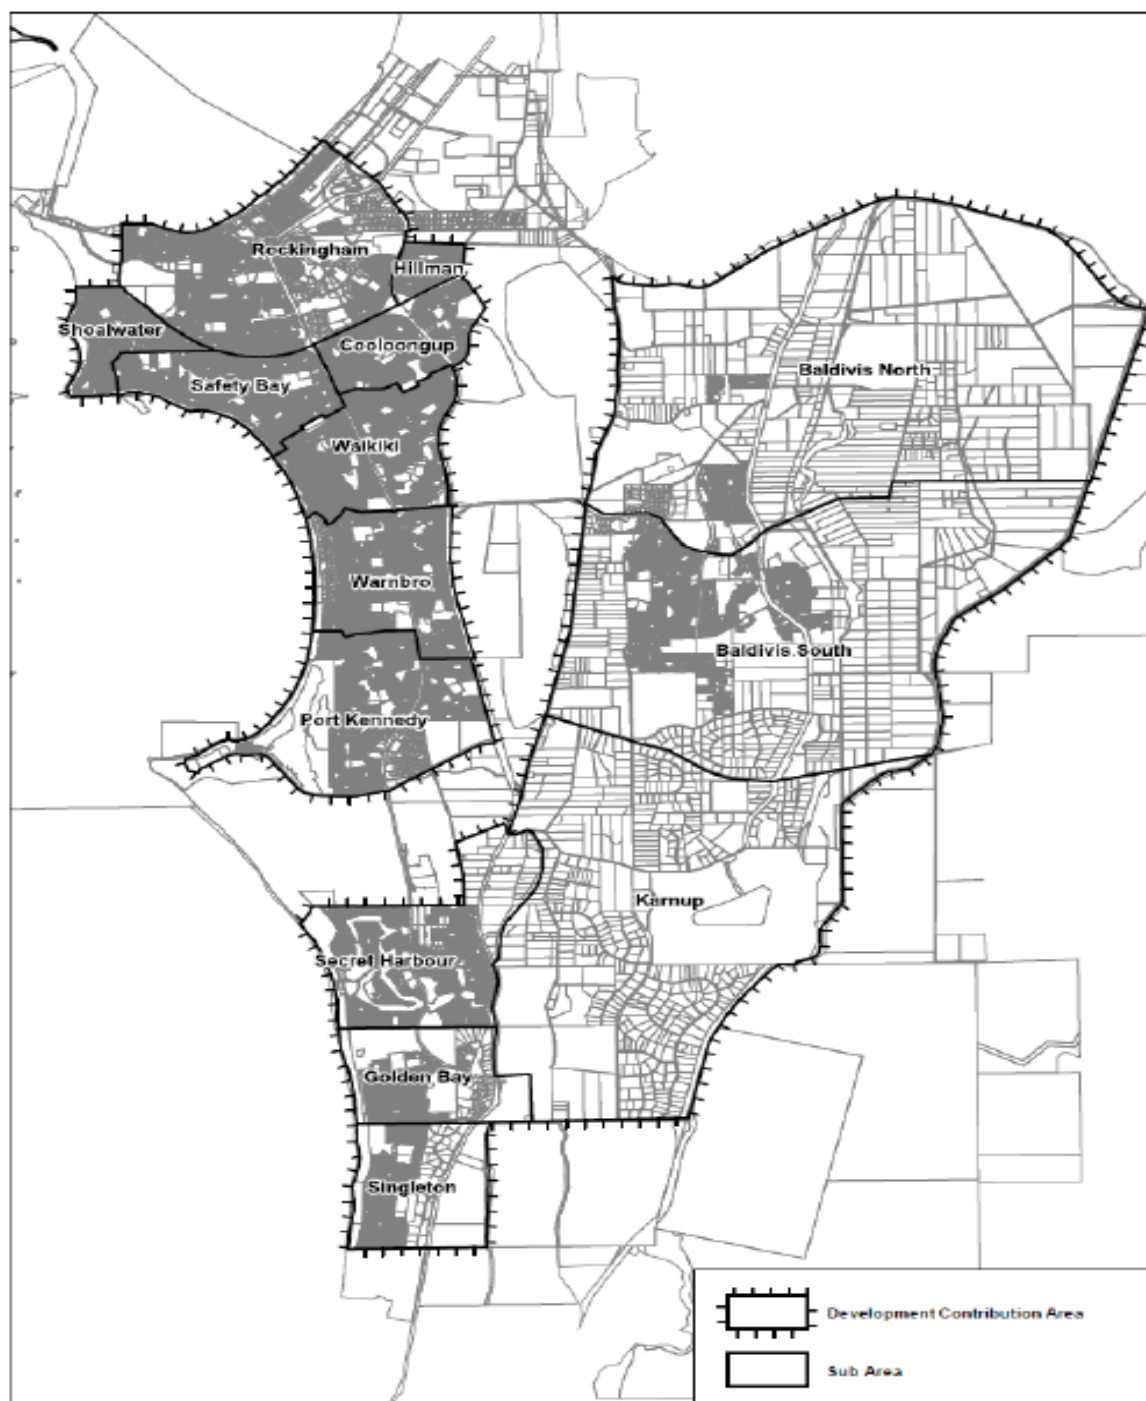 Rockingham
Hillman
Shoalwater
Cooloongup
Safety Bay
Baldivis North
Waikiki
Warnbro
Baldivis South
Port Kennedy
Karnup
Secret Harbour
Golden Bay
Singleton
Development Contribution Area
Sub Area